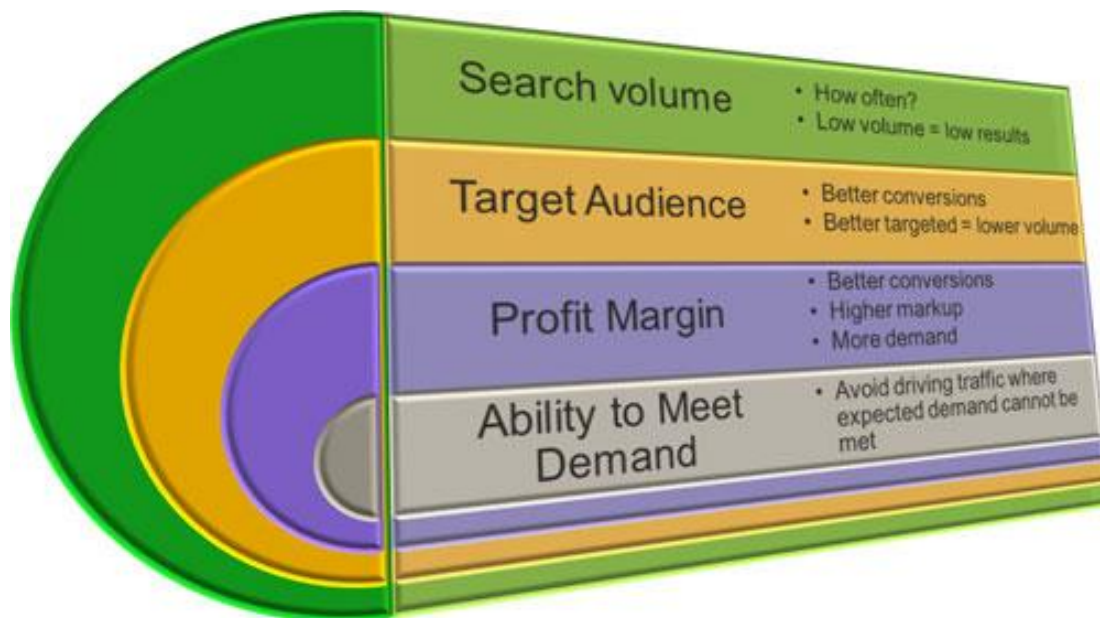 Search volume
• How often?
• Low volume = low results
Target Audience
• Better conversions
• Better targeted = lower volume
Profit Margin
• Better conversions
• Higher markup
• More demand
Ability to Meet
Demand
• Avoid driving traffic where
expected demand cannot be
met